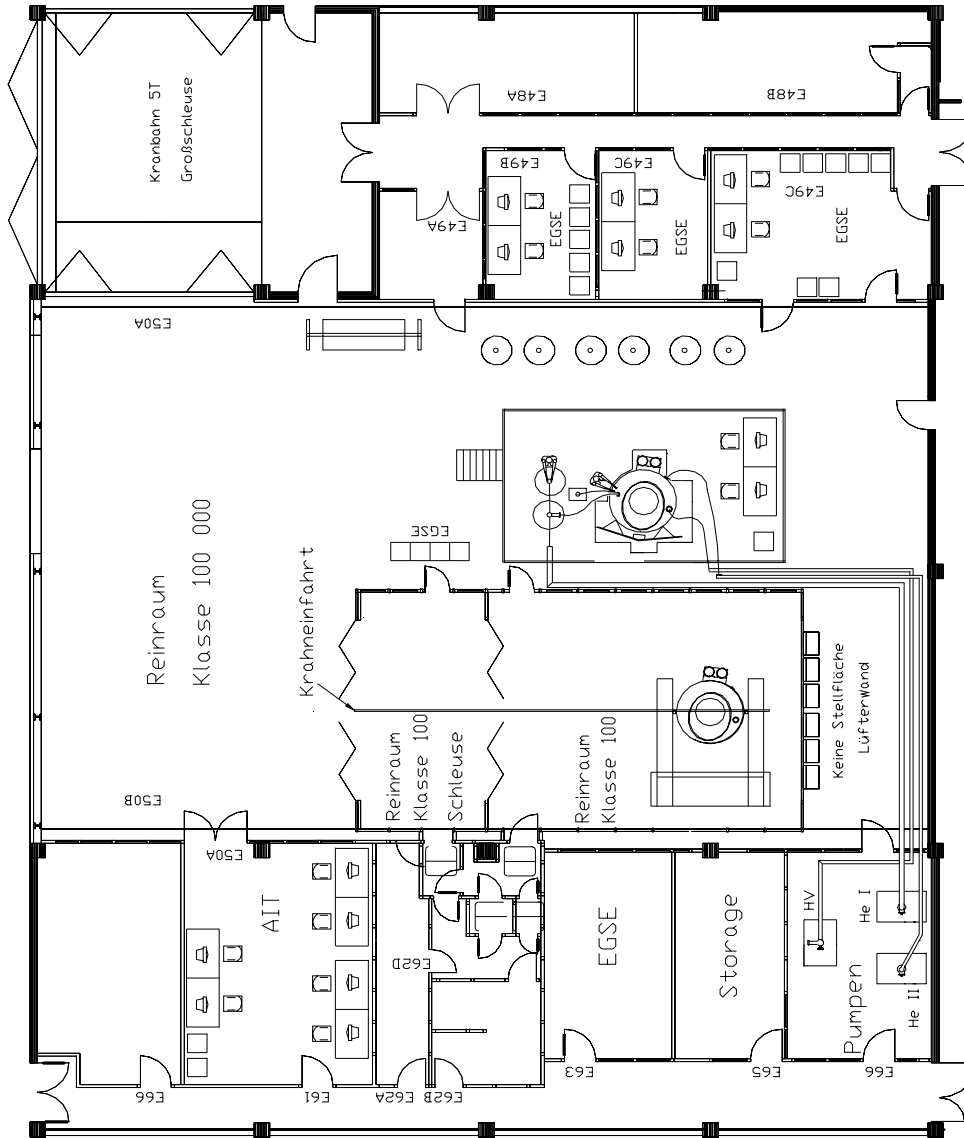 Kranbahn 5T
Großschleuse
E48A
E48B
E49B
E49C
E49C
E49A
EGSE
EGSE
EGSE
E50A
Reinraum
Klasse 100 000
EGSE
Krahneinfahrt
Reinraum
Klasse 100
Schleuse
Reinraum
Klasse 100
Keine Stellfläche
Lüfterwand
E50B
E50A
AIT
E62D
EGSE
Storage
Pumpen
HV
He I
He II
E66
E61
E62A
E62B
E63
E65
E66